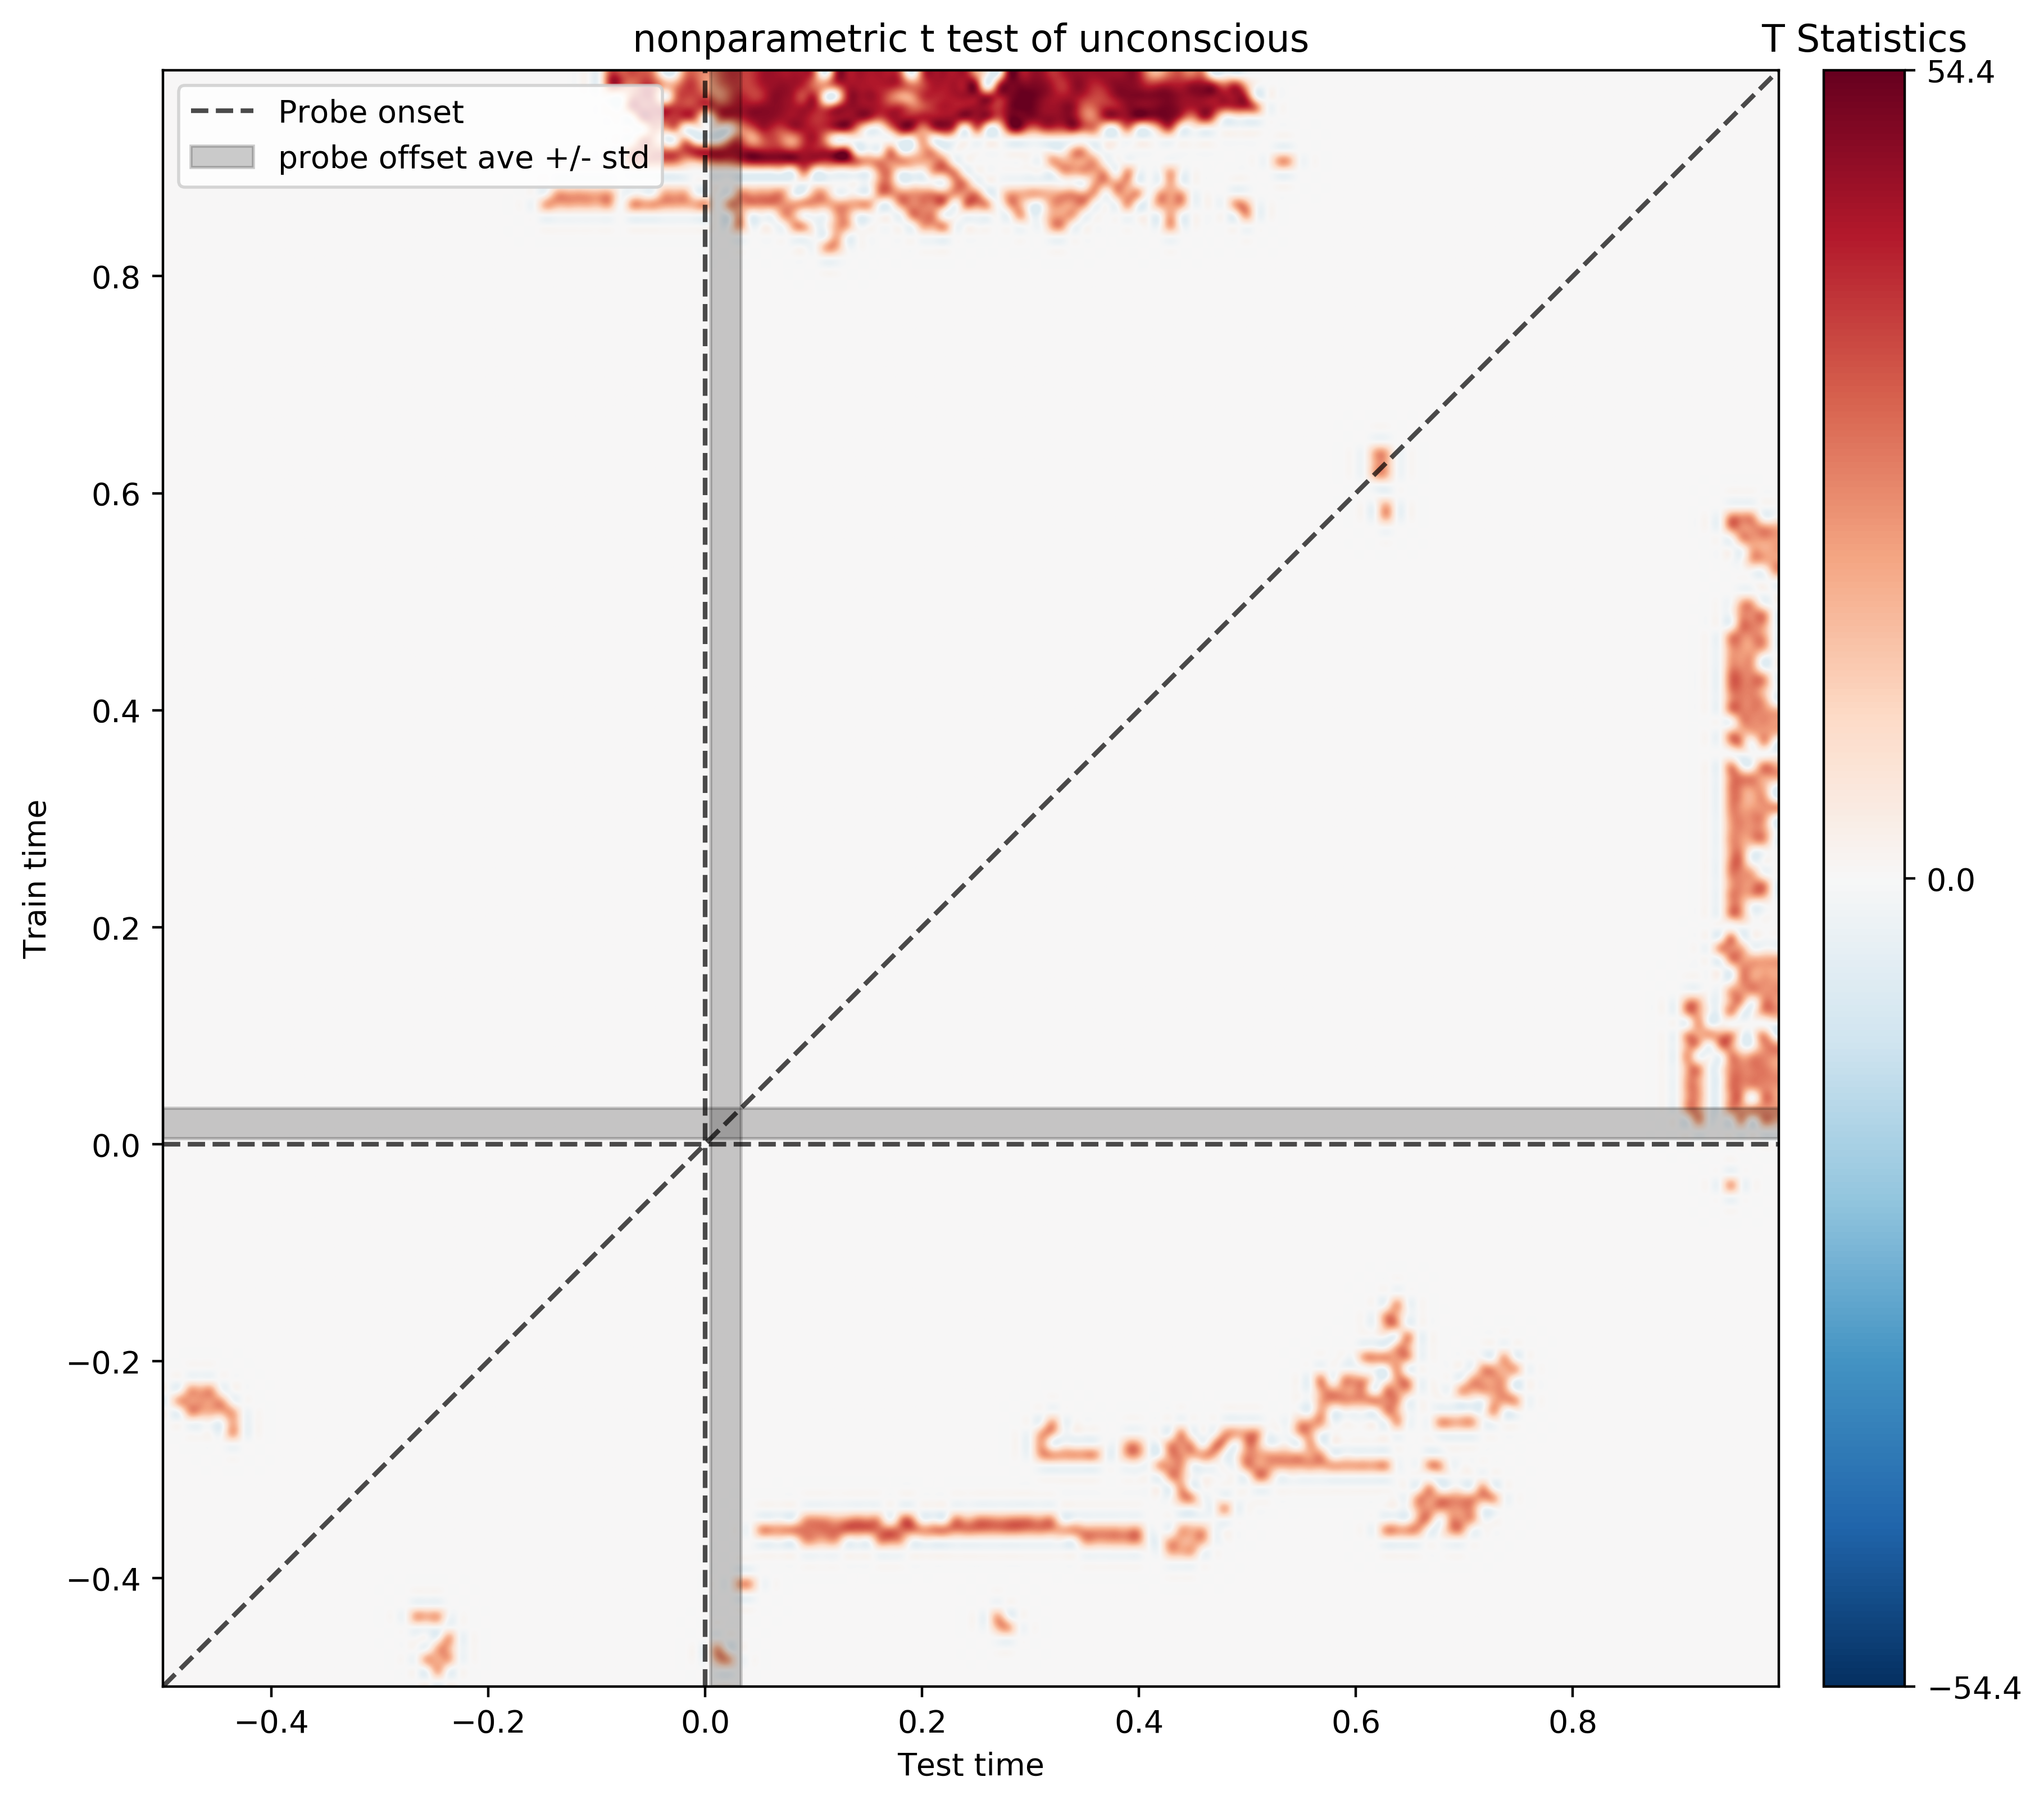 nonparametric t test of unconscious
T Statistics
Probe onset
probe offset ave +/- std
54.4
0.0
−54.4
0.8
0.6
0.4
0.2
0.0
−0.2
−0.4
Train time
−0.4
−0.2
0.0
0.2
0.4
0.6
0.8
Test time